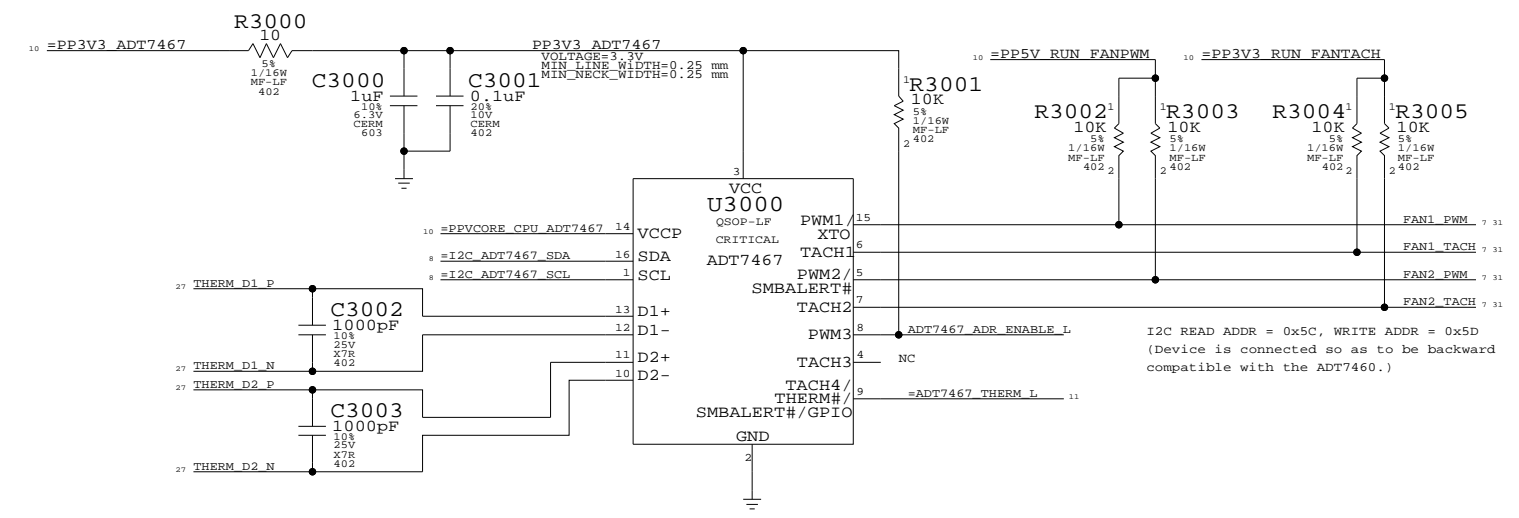 R3000
10
10 =PP3V3_ADT7467
5%
1/16W
MF-LF
402
C3000
1uF
10%
6.3V
CERM
603
C3001
0.1uF
20%
10V
CERM
402
PP3V3_ADT7467
VOLTAGE=3.3V
MIN_LINE_WIDTH=0.25 mm
MIN_NECK_WIDTH=0.25 mm
1
R3001
10K
5%
1/16W
MF-LF
402
2
10 =PP5V_RUN_FANPWM
10 =PP3V3_RUN_FANTACH
R3002 1
10K
5%
1/16W
MF-LF
402 2
1 R3003
10K
5%
1/16W
MF-LF
2 402
R3004 1
10K
5%
1/16W
MF-LF
402 2
1 R3005
10K
5%
1/16W
MF-LF
2 402
3
VCC
U3000
QSOP-LF
CRITICAL
ADT7467
10 =PPVCORE_CPU_ADT7467 14 VCCP
8 =I2C_ADT7467_SDA 16 SDA
8 =I2C_ADT7467_SCL 1 SCL
27 THERM_D1_P
C3002
1000pF
10%
25V
X7R
402
27 THERM_D1_N
13 D1+
12 D1-
11 D2+
10 D2-
27 THERM_D2_P
C3003
1000pF
10%
25V
X7R
402
27 THERM_D2_N
PWM1/ 15
XTO
FAN1_PWM 7 31
TACH1 6
FAN1_TACH 7 31
PWM2/ 5
SMBALERT#
FAN2_PWM 7 31
TACH2 7
FAN2_TACH 7 31
PWM3 8 ADT7467_ADR_ENABLE_L
TACH3 4 NC
TACH4/
THERM#/ 9 =ADT7467_THERM_L 11
SMBALERT#/GPIO
GND
2
I2C READ ADDR = 0x5C, WRITE ADDR = 0x5D
(Device is connected so as to be backward
compatible with the ADT7460.)